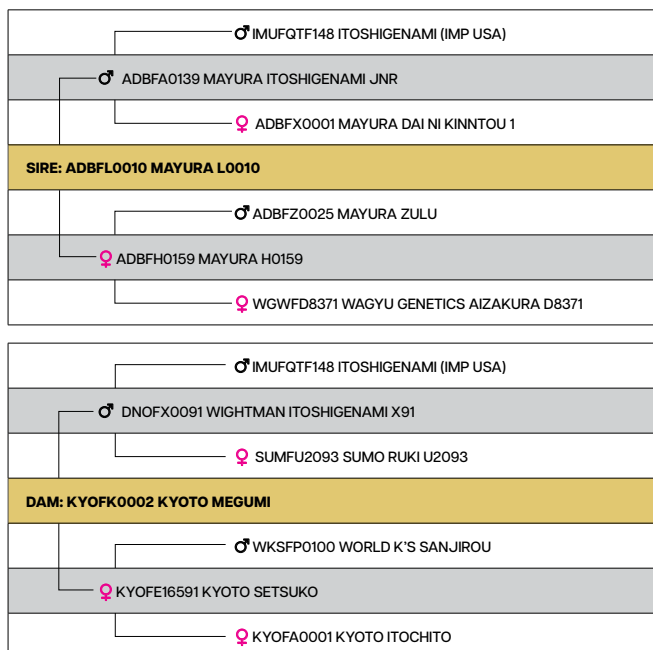 IMUFQTF148 ITOSHIGENAMI (IMP USA)
ADBFA0139 MAYURA ITOSHIGENAMI JNR
ADBFX0001 MAYURA DAI NI KINNTOU 1
SIRE: ADBFL0010 MAYURA L0010
ADBFZ0025 MAYURA ZULU
ADBFH0159 MAYURA H0159
WGWFD8371 WAGYU GENETICS AIZAKURA D8371
IMUFQTF148 ITOSHIGENAMI (IMP USA)
DNOFX0091 WIGHTMAN ITOSHIGENAMI X91
SUMFU2093 SUMO RUKI U2093
DAM: KYOFK0002 KYOTO MEGUMI
WKSFP0100 WORLD K'S SANJIROU
KYOFE16591 KYOTO SETSUKO
KYOFA0001 KYOTO ITOCHITO